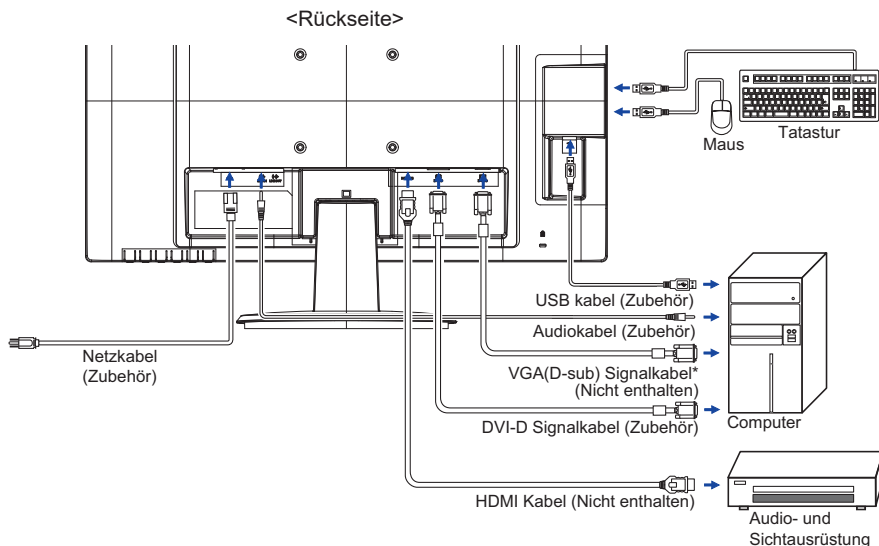 <Rückseite>
Maus
Tatastur
USB kabel (Zubehör)
Audiokabel (Zubehör)
Netzkabel
(Zubehör)
VGA(D-sub) Signalkabel*
(Nicht enthalten)
DVI-D Signalkabel (Zubehör)
Computer
HDMI Kabel (Nicht enthalten)
Audio- und
Sichtausrüstung